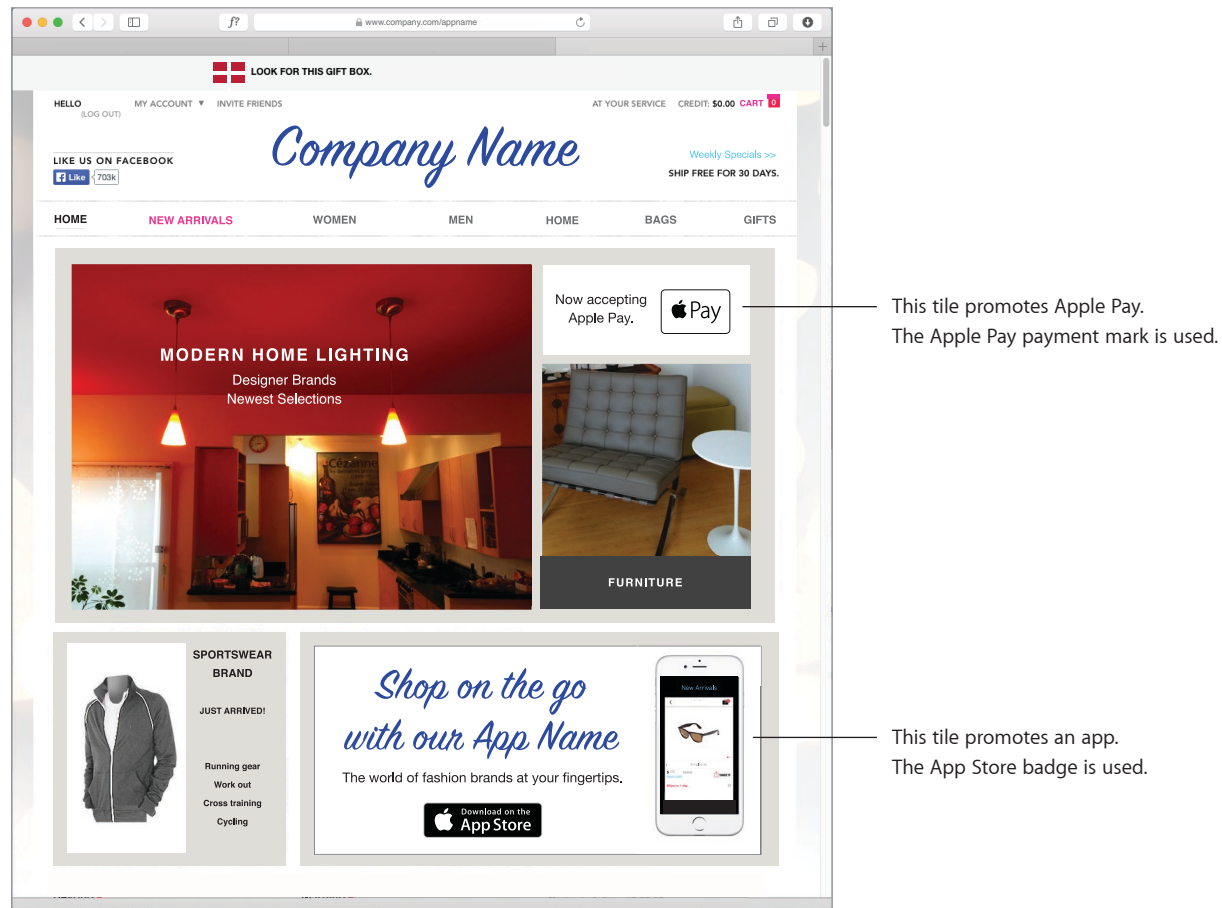 f?
www.company.com/appname
LOOK FOR THIS GIFT BOX.
HELLO
(LOG OUT)
MY ACCOUNT ▼ INVITE FRIENDS
AT YOUR SERVICE CREDIT: $0.00 CART 0
Company Name
LIKE US ON FACEBOOK
Like 703k
Weekly Specials >>
SHIP FREE FOR 30 DAYS.
HOME NEW ARRIVALS WOMEN MEN HOME BAGS GIFTS
MODERN HOME LIGHTING
Designer Brands
Newest Selections
Cézanne
Now accepting
Apple Pay.
Pay
This tile promotes Apple Pay.
The Apple Pay payment mark is used.
FURNITURE
SPORTSWEAR
BRAND
JUST ARRIVED!
Running gear
Work out
Cross training
Cycling
Shop on the go
with our App Name
The world of fashion brands at your fingertips.
Download on the
App Store
New Arrivals
This tile promotes an app.
The App Store badge is used.